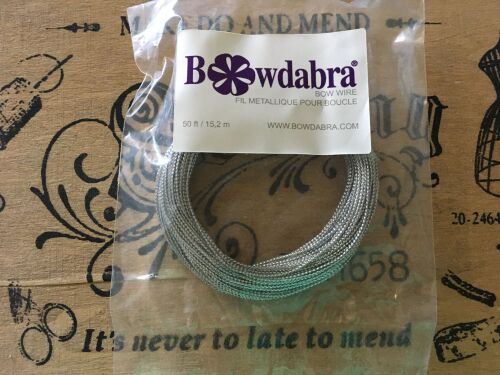 MAKE DO AND MEND
Bowdabra®
BOW WIRE
FIL METALLIQUE POUR BOUCLE
50 ft / 15,2 m
WWW.BOWDABRA.COM
20-246
1658
It's never to late to mend